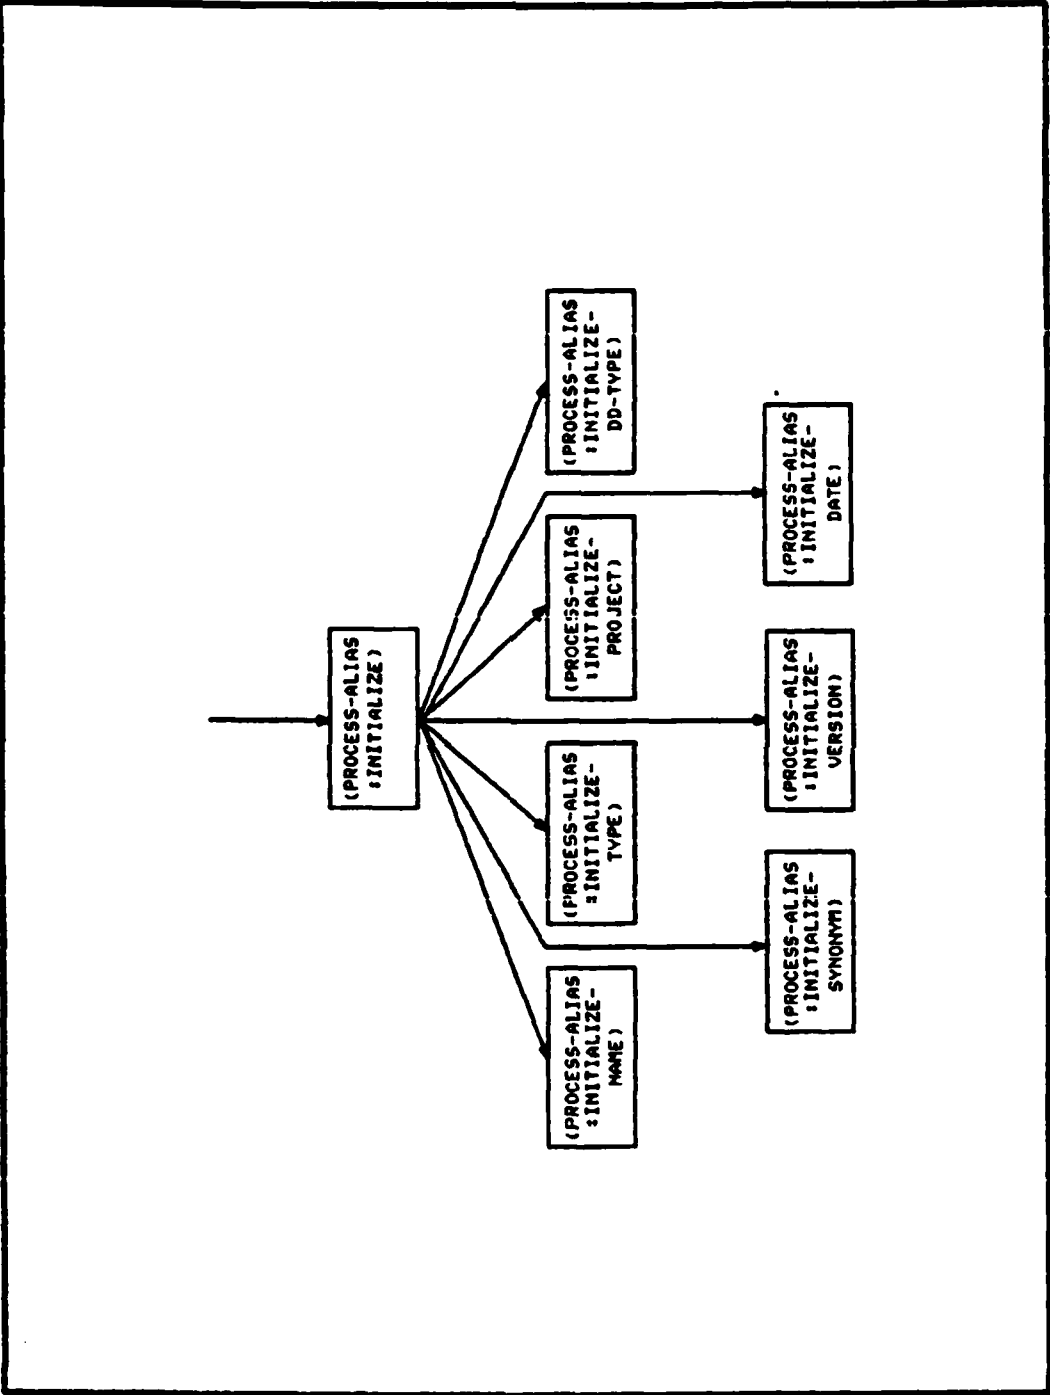 (PROCESS-ALIAS
:INITIALIZE)
(PROCESS-ALIAS
:INITIALIZE-
NAME)
(PROCESS-ALIAS
:INITIALIZE-
TYPE)
(PROCESS-ALIAS
:INITIALIZE-
PROJECT)
(PROCESS-ALIAS
:INITIALIZE-
DD-TYPE)
(PROCESS-ALIAS
:INITIALIZE-
SYNONYM)
(PROCESS-ALIAS
:INITIALIZE-
VERSION)
(PROCESS-ALIAS
:INITIALIZE-
DATE)